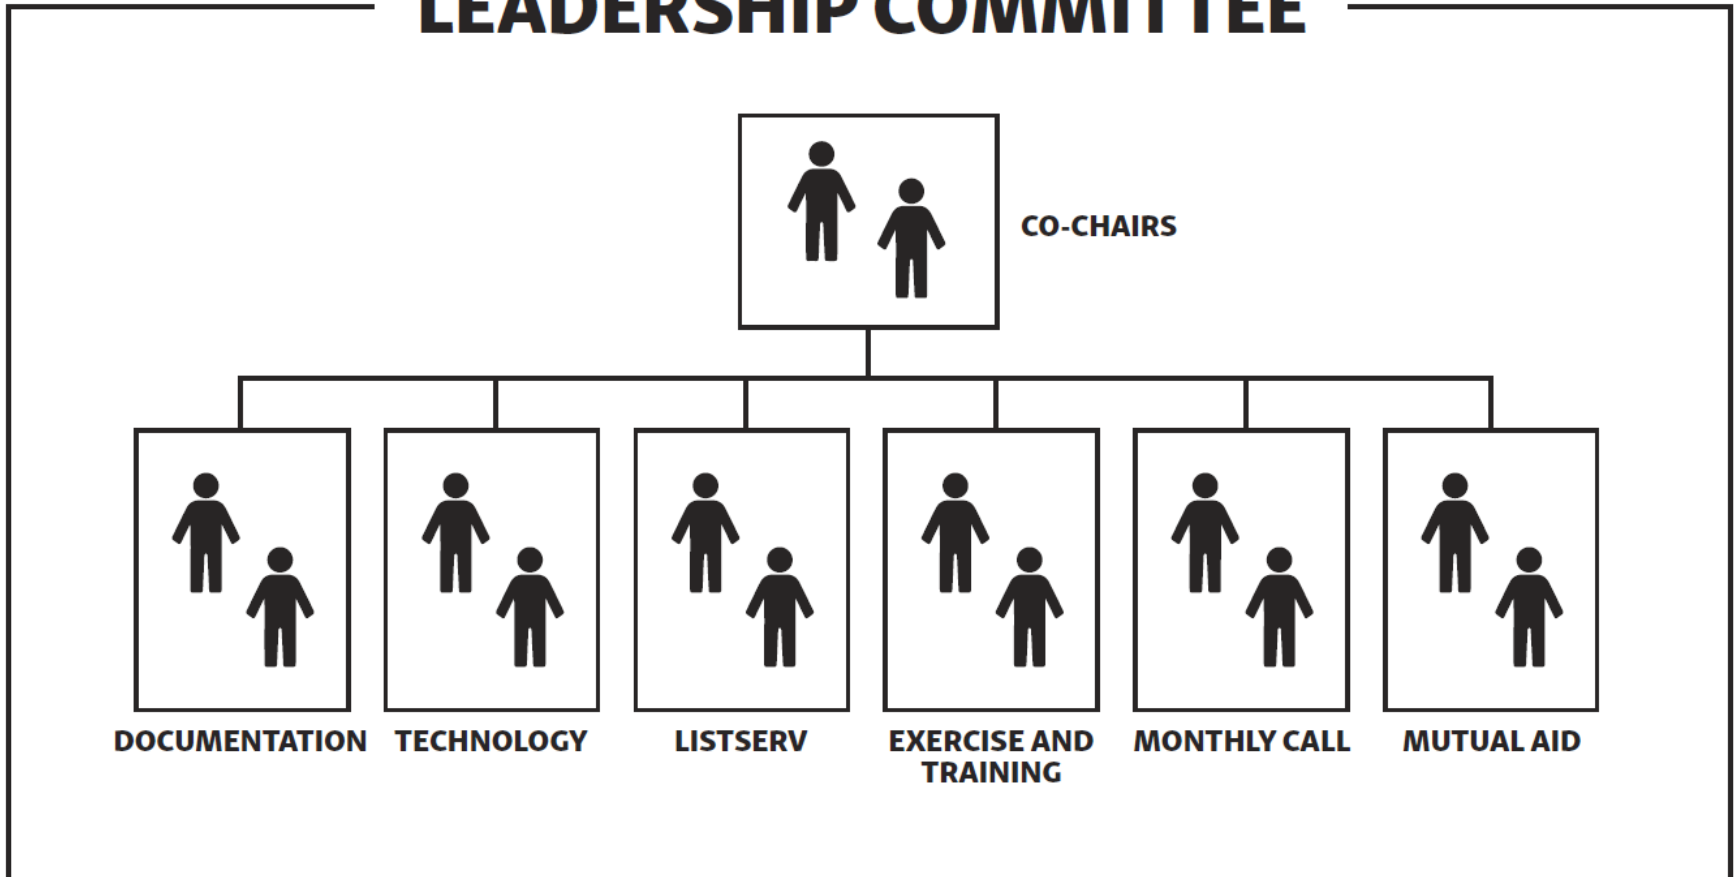 LEADERSHIP COMMITTEE
CO-CHAIRS
DOCUMENTATION
TECHNOLOGY
LISTSERV
EXERCISE AND
TRAINING
MONTHLY CALL
MUTUAL AID